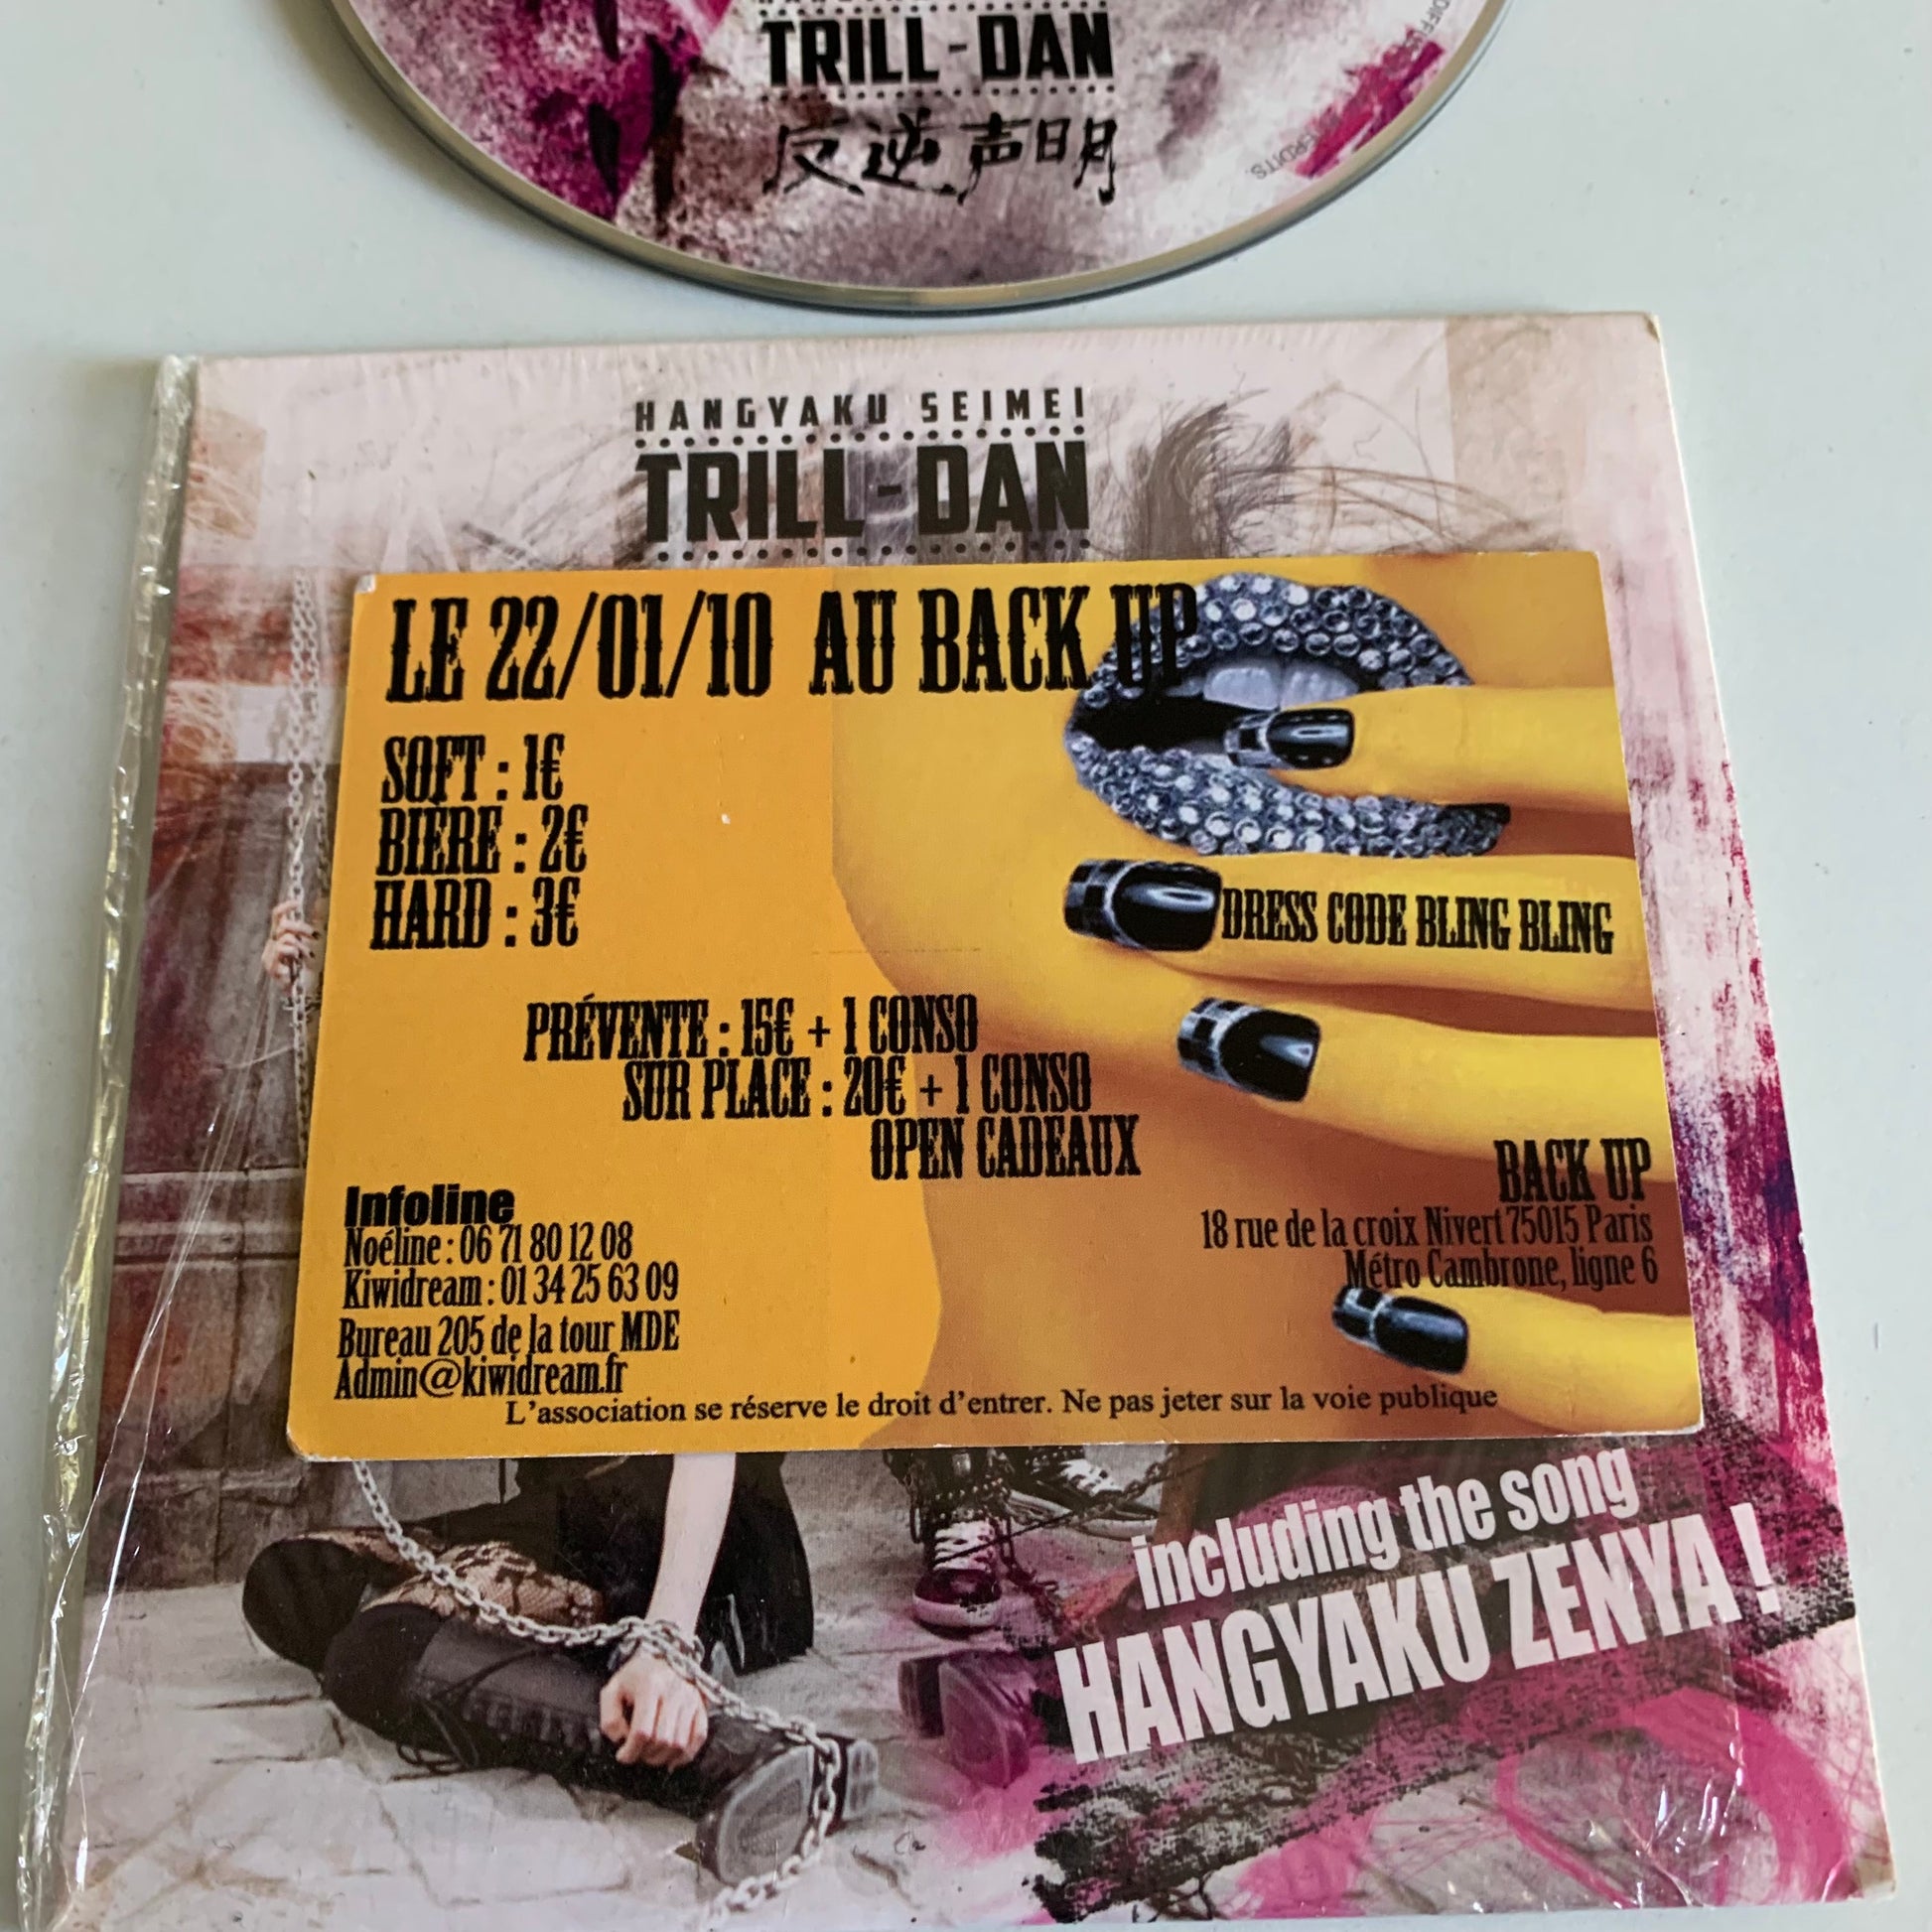 TRILL-DAN
反逆声明
HANGYAKU SEIMEI
TRILL-DAN
LE 22/01/10 AU BACK UP
SOFT : 1€
BIÈRE : 2€
HARD : 3€
DRESS CODE BLING BLING
PRÉVENTE : 15€ + 1 CONSO
SUR PLACE : 20€ + 1 CONSO
OPEN CADEAUX
Infoline
Noéline : 06 71 80 12 08
Kiwidream : 01 34 25 63 09
Bureau 205 de la tour MDE
Admin@kiwidream.fr
BACK UP
18 rue de la croix Nivert 75015 Paris
Métro Cambrone, ligne 6
L'association se réserve le droit d'entrer. Ne pas jeter sur la voie publique
including the song
HANGYAKU ZENYA !